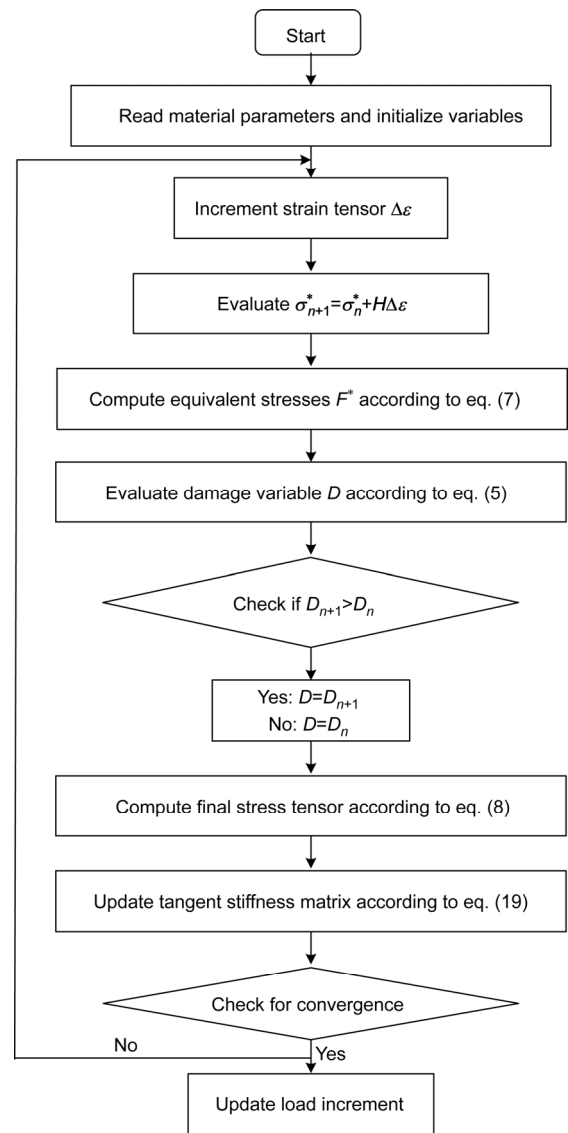 Start
Read material parameters and initialize variables
Increment strain tensor Δε
Evaluate σ*ₙ₊₁=σ*ₙ+HΔε
Compute equivalent stresses F* according to eq. (7)
Evaluate damage variable D according to eq. (5)
Check if Dₙ₊₁>Dₙ
Yes: D=Dₙ₊₁
No: D=Dₙ
Compute final stress tensor according to eq. (8)
Update tangent stiffness matrix according to eq. (19)
Check for convergence
No
Yes
Update load increment